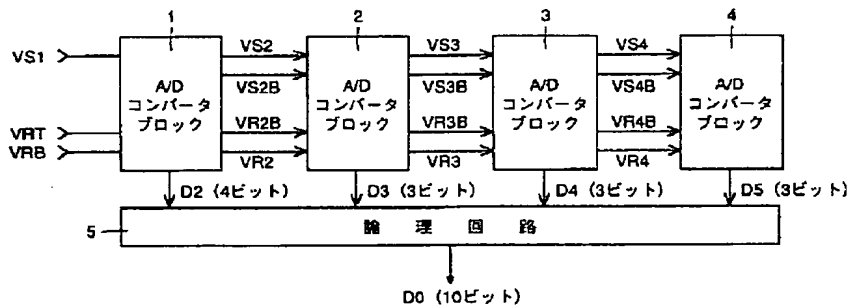 1 2 3 4
VS1 VS2 VS3 VS4
A/D A/D A/D A/D
VS2B VS3B VS4B
コンバータ コンバータ コンバータ コンバータ
ブロック ブロック ブロック ブロック
VRT VR2B VR3B VR4B
VRB VR2 VR3 VR4
D2 (4ビット) D3 (3ビット) D4 (3ビット) D5 (3ビット)
5 論理回路
D0 (10ビット)